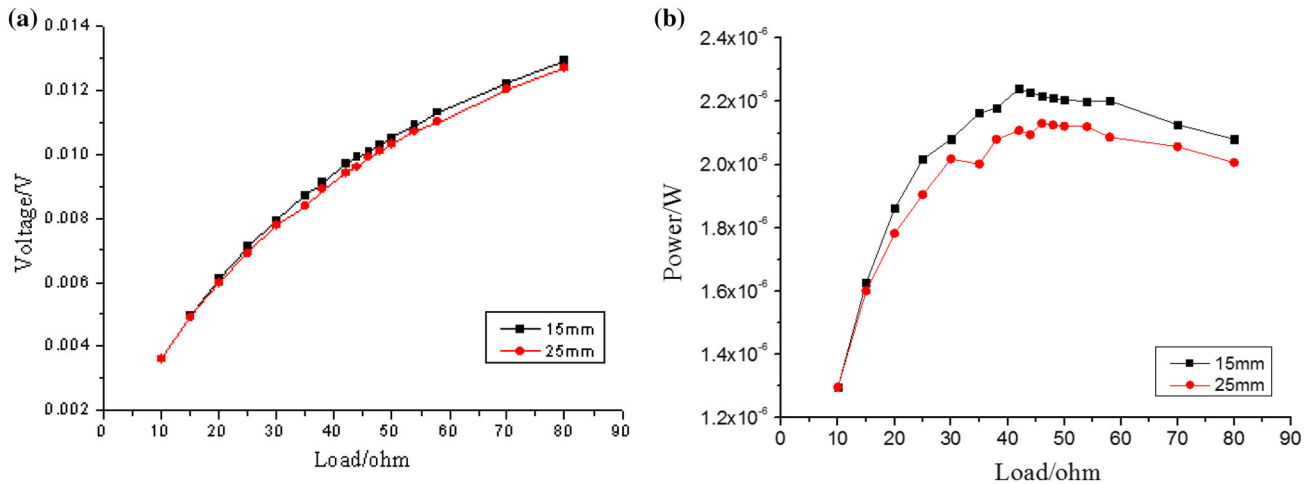 (a)
0.014
0.012
0.010
0.008
0.006
0.004
0.002
Voltage/V
0 10 20 30 40 50 60 70 80 90
Load/ohm
15mm
25mm
(b)
2.4x10⁻⁶
2.2x10⁻⁶
2.0x10⁻⁶
1.8x10⁻⁶
1.6x10⁻⁶
1.4x10⁻⁶
1.2x10⁻⁶
Power/W
0 10 20 30 40 50 60 70 80 90
Load/ohm
15mm
25mm